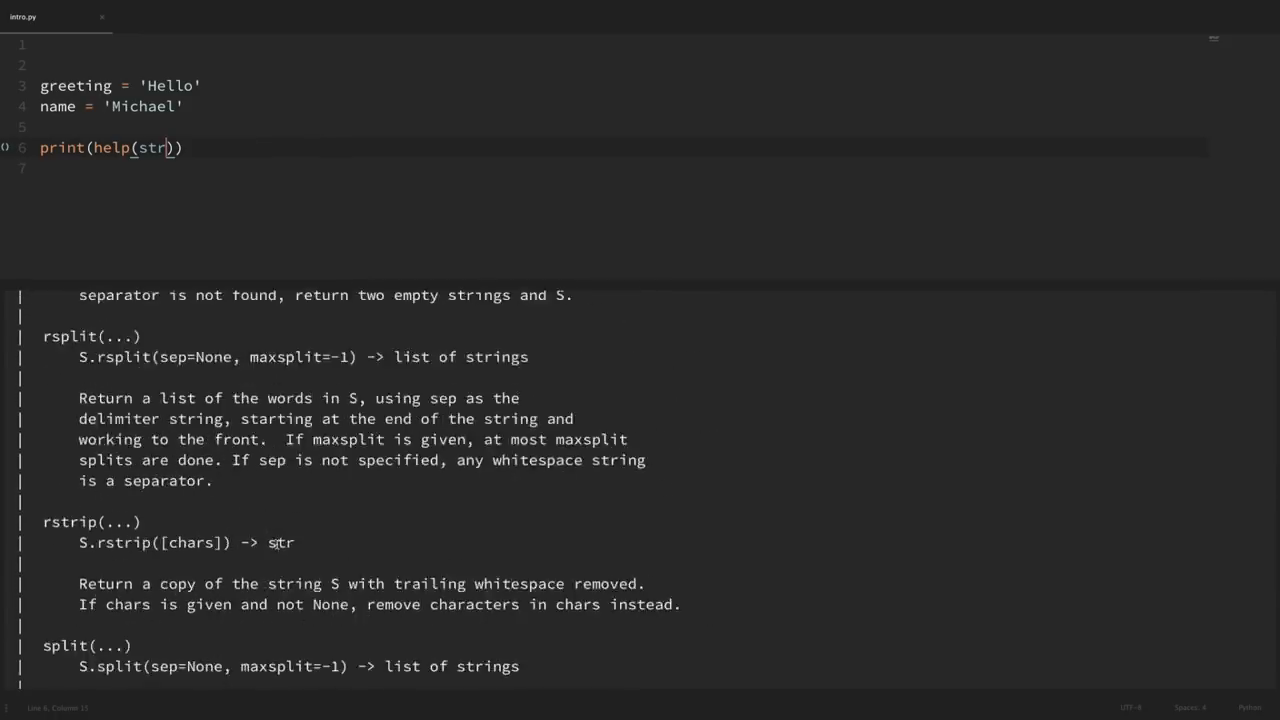 intro.py ×
1
2
3 greeting = 'Hello'
4 name = 'Michael'
5
() 6 print(help(str))
7
| separator is not found, return two empty strings and S.
|
| rsplit(...)
| S.rsplit(sep=None, maxsplit=-1) -> list of strings
|
| Return a list of the words in S, using sep as the
| delimiter string, starting at the end of the string and
| working to the front.  If maxsplit is given, at most maxsplit
| splits are done. If sep is not specified, any whitespace string
| is a separator.
|
| rstrip(...)
| S.rstrip([chars]) -> str
|
| Return a copy of the string S with trailing whitespace removed.
| If chars is given and not None, remove characters in chars instead.
|
| split(...)
| S.split(sep=None, maxsplit=-1) -> list of strings
|
Line 6, Column 15 UTF-8 Spaces: 4 Python